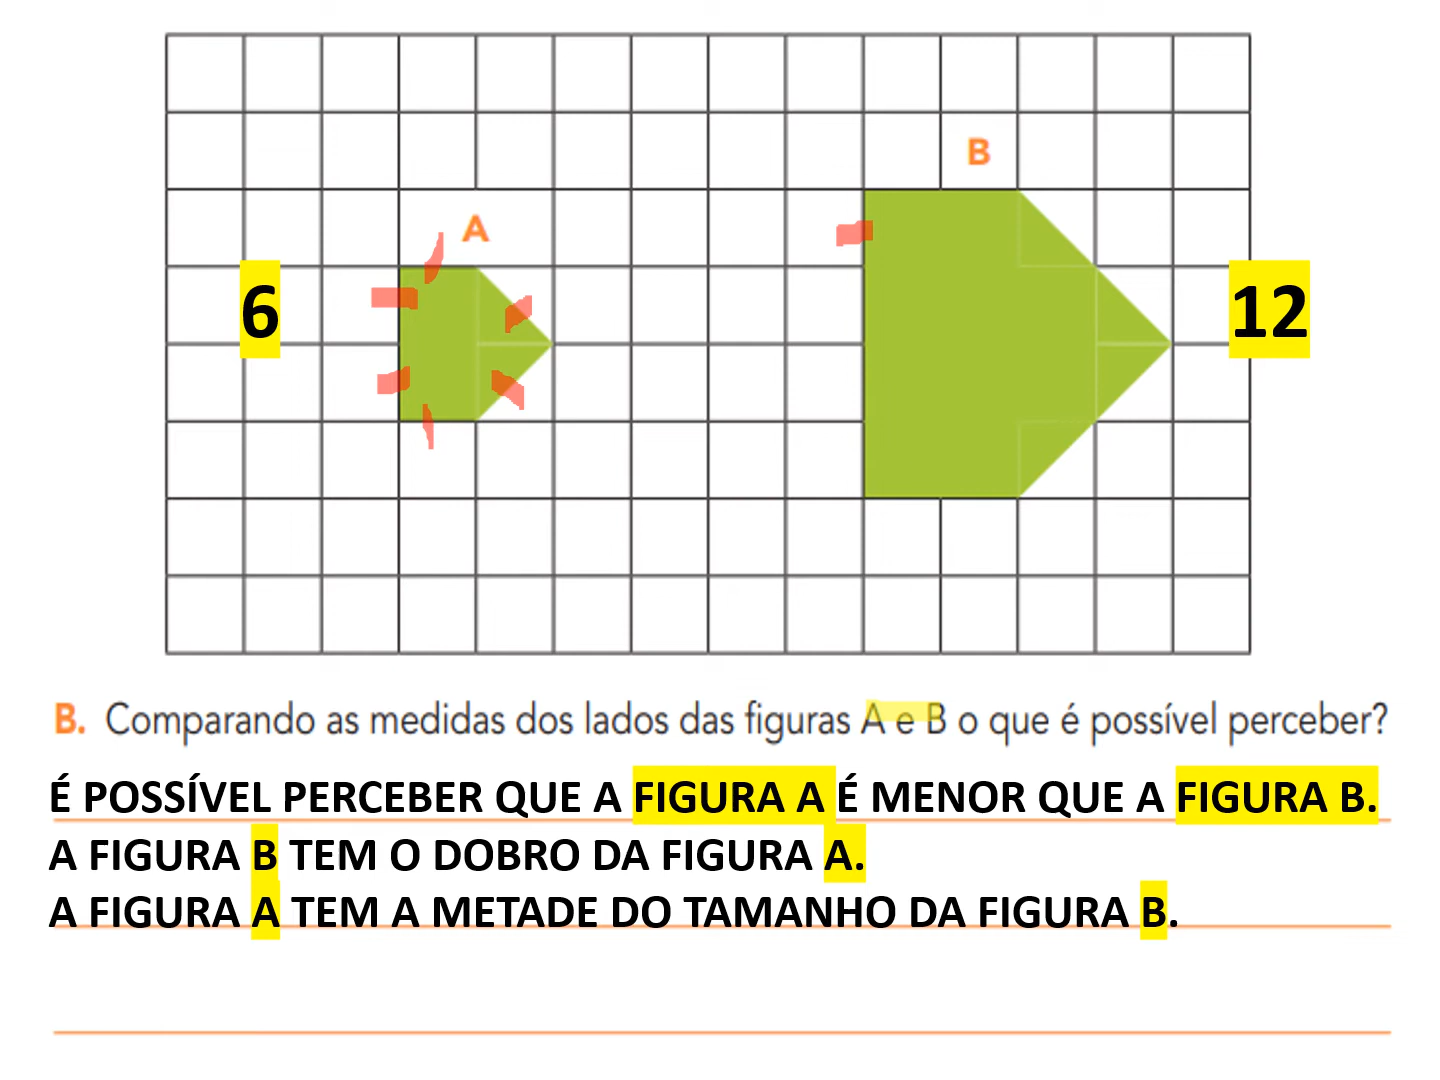 B
A
6
12
B. Comparando as medidas dos lados das figuras A e B o que é possível perceber?
É POSSÍVEL PERCEBER QUE A FIGURA A É MENOR QUE A FIGURA B.
A FIGURA B TEM O DOBRO DA FIGURA A.
A FIGURA A TEM A METADE DO TAMANHO DA FIGURA B.